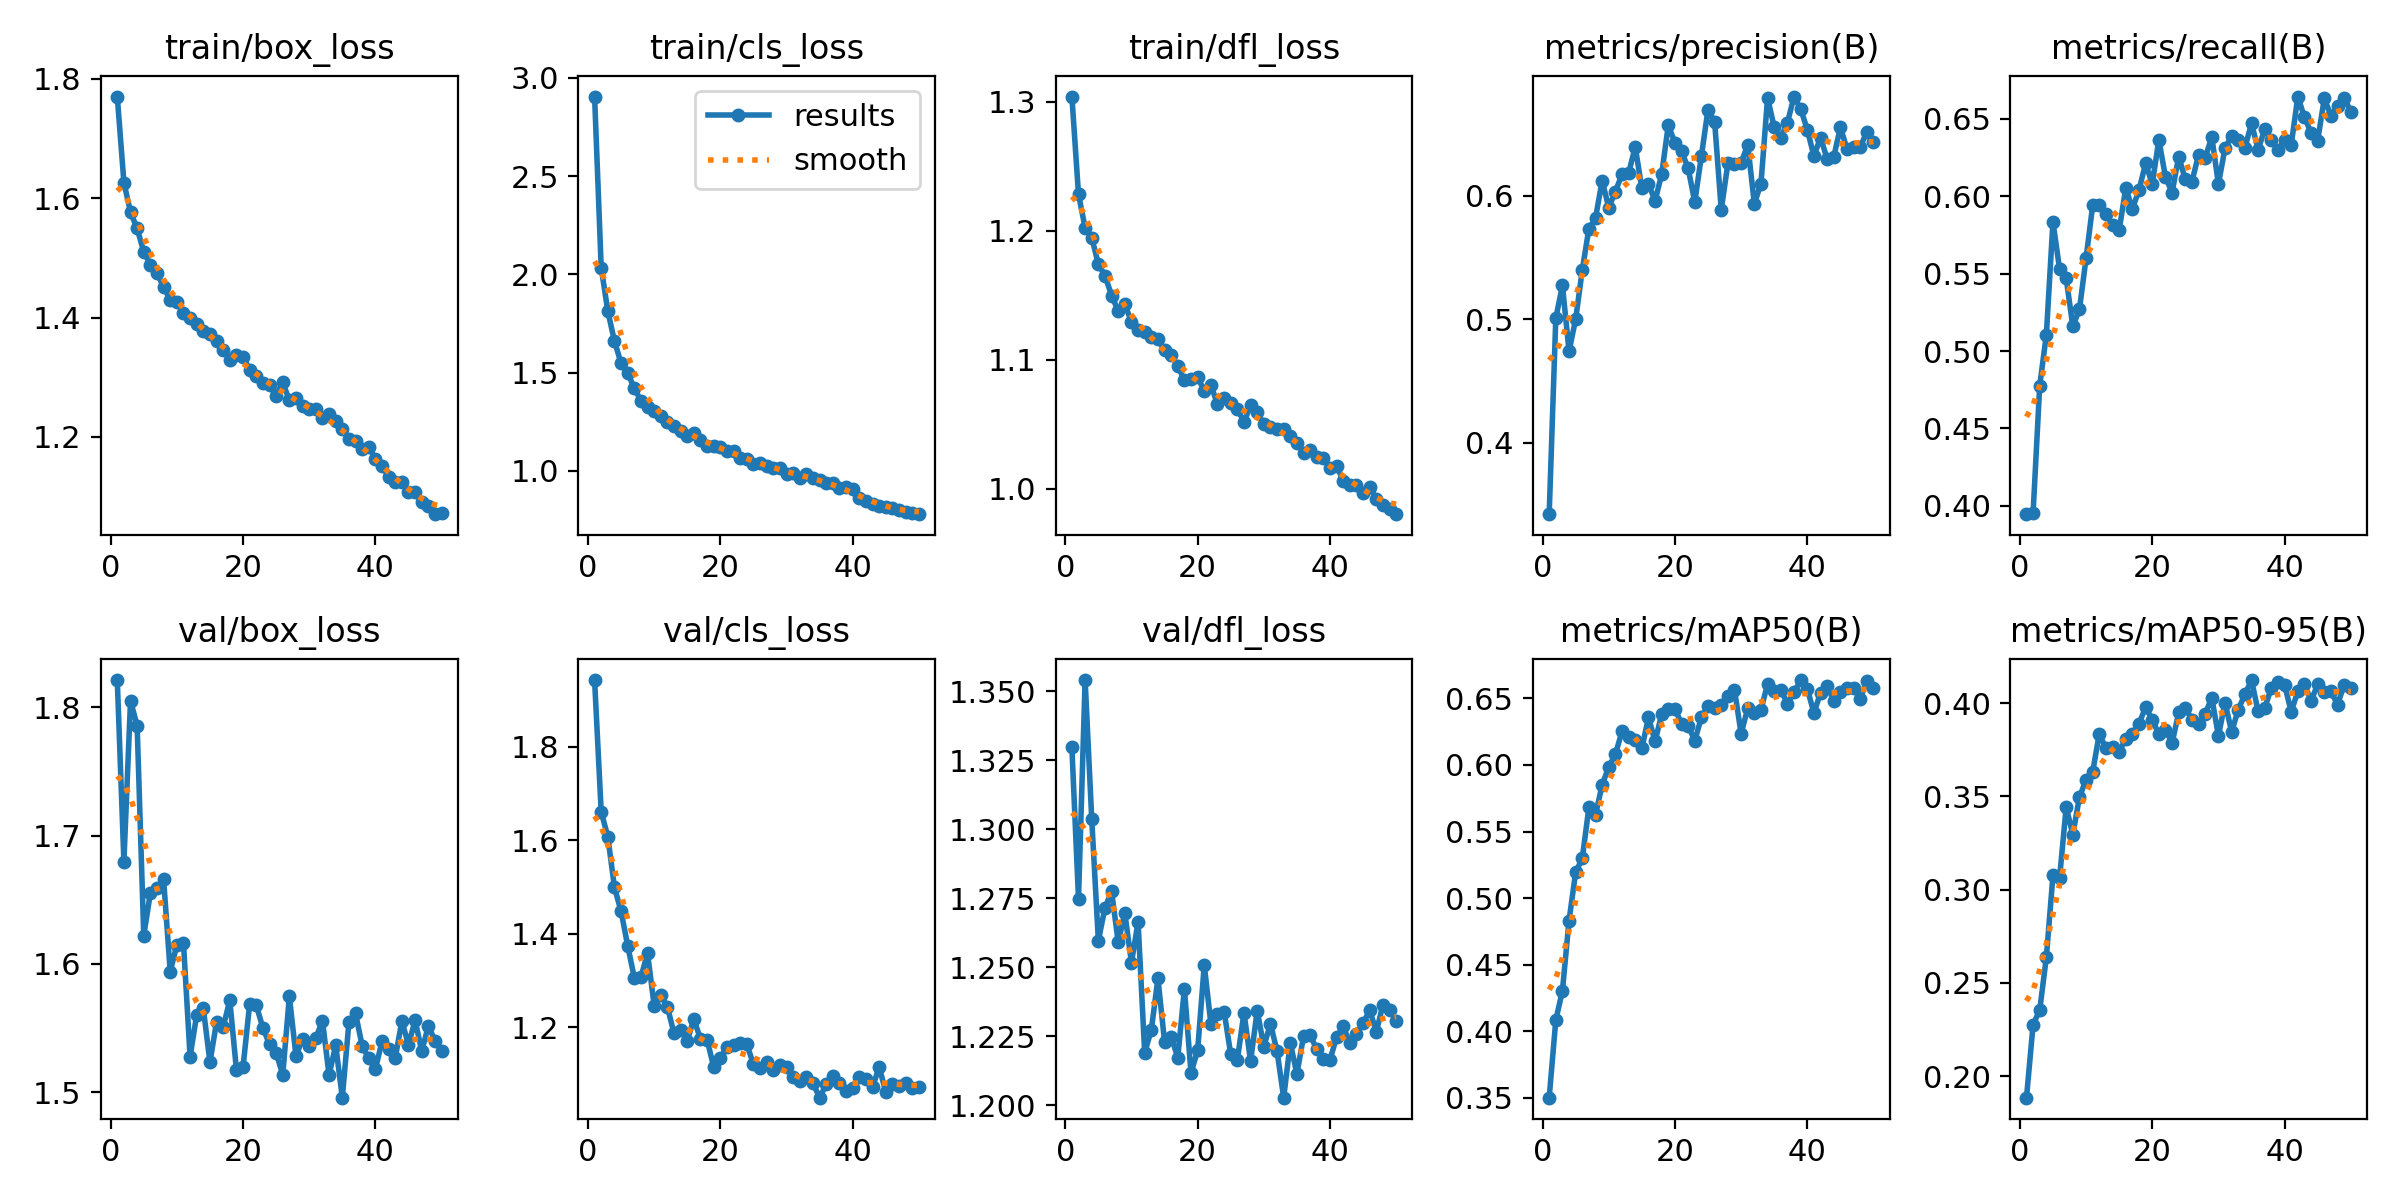 train/box_loss
train/cls_loss
train/dfl_loss
metrics/precision(B)
metrics/recall(B)
1.8
1.6
1.4
1.2
0 20 40
3.0
2.5
2.0
1.5
1.0
0 20 40
results
smooth
1.3
1.2
1.1
1.0
0 20 40
0.6
0.5
0.4
0 20 40
0.65
0.60
0.55
0.50
0.45
0.40
0 20 40
val/box_loss
val/cls_loss
val/dfl_loss
metrics/mAP50(B)
metrics/mAP50-95(B)
1.8
1.7
1.6
1.5
0 20 40
1.8
1.6
1.4
1.2
0 20 40
1.350
1.325
1.300
1.275
1.250
1.225
1.200
0 20 40
0.65
0.60
0.55
0.50
0.45
0.40
0.35
0 20 40
0.40
0.35
0.30
0.25
0.20
0 20 40